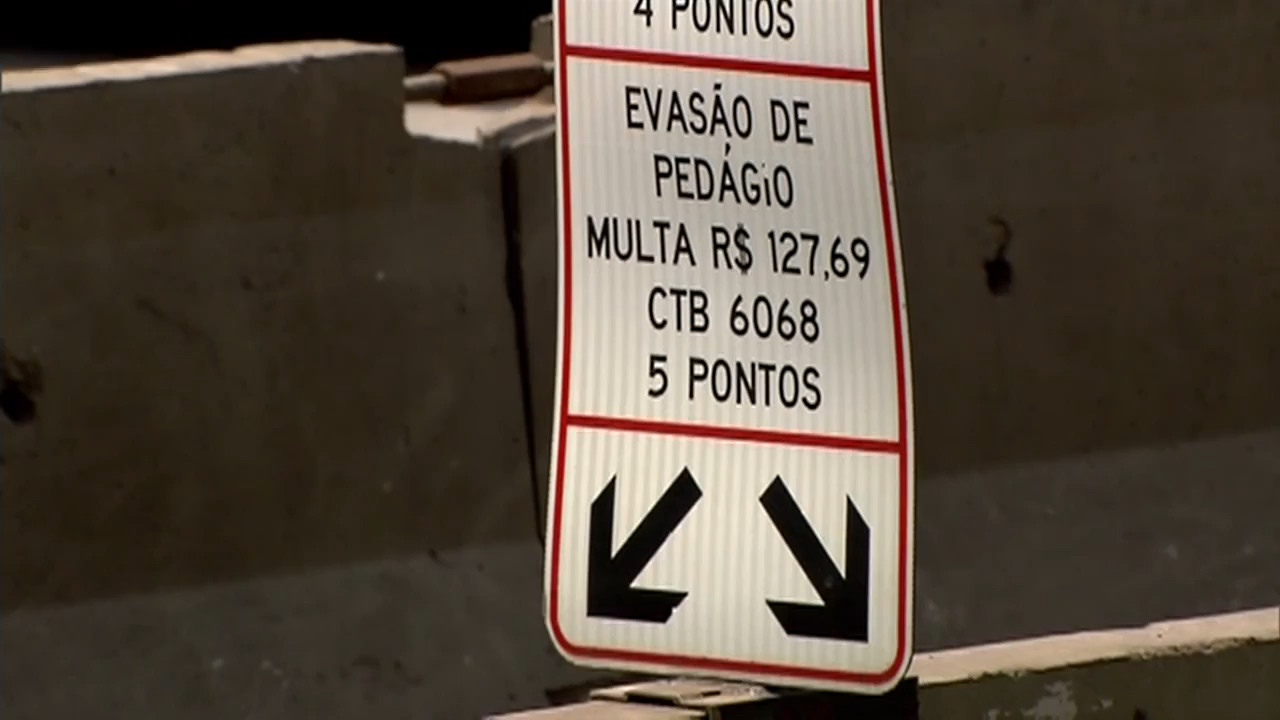 4 PONTOS
EVASÃO DE
PEDÁGiO
MULTA R$ 127,69
CTB 6068
5 PONTOS